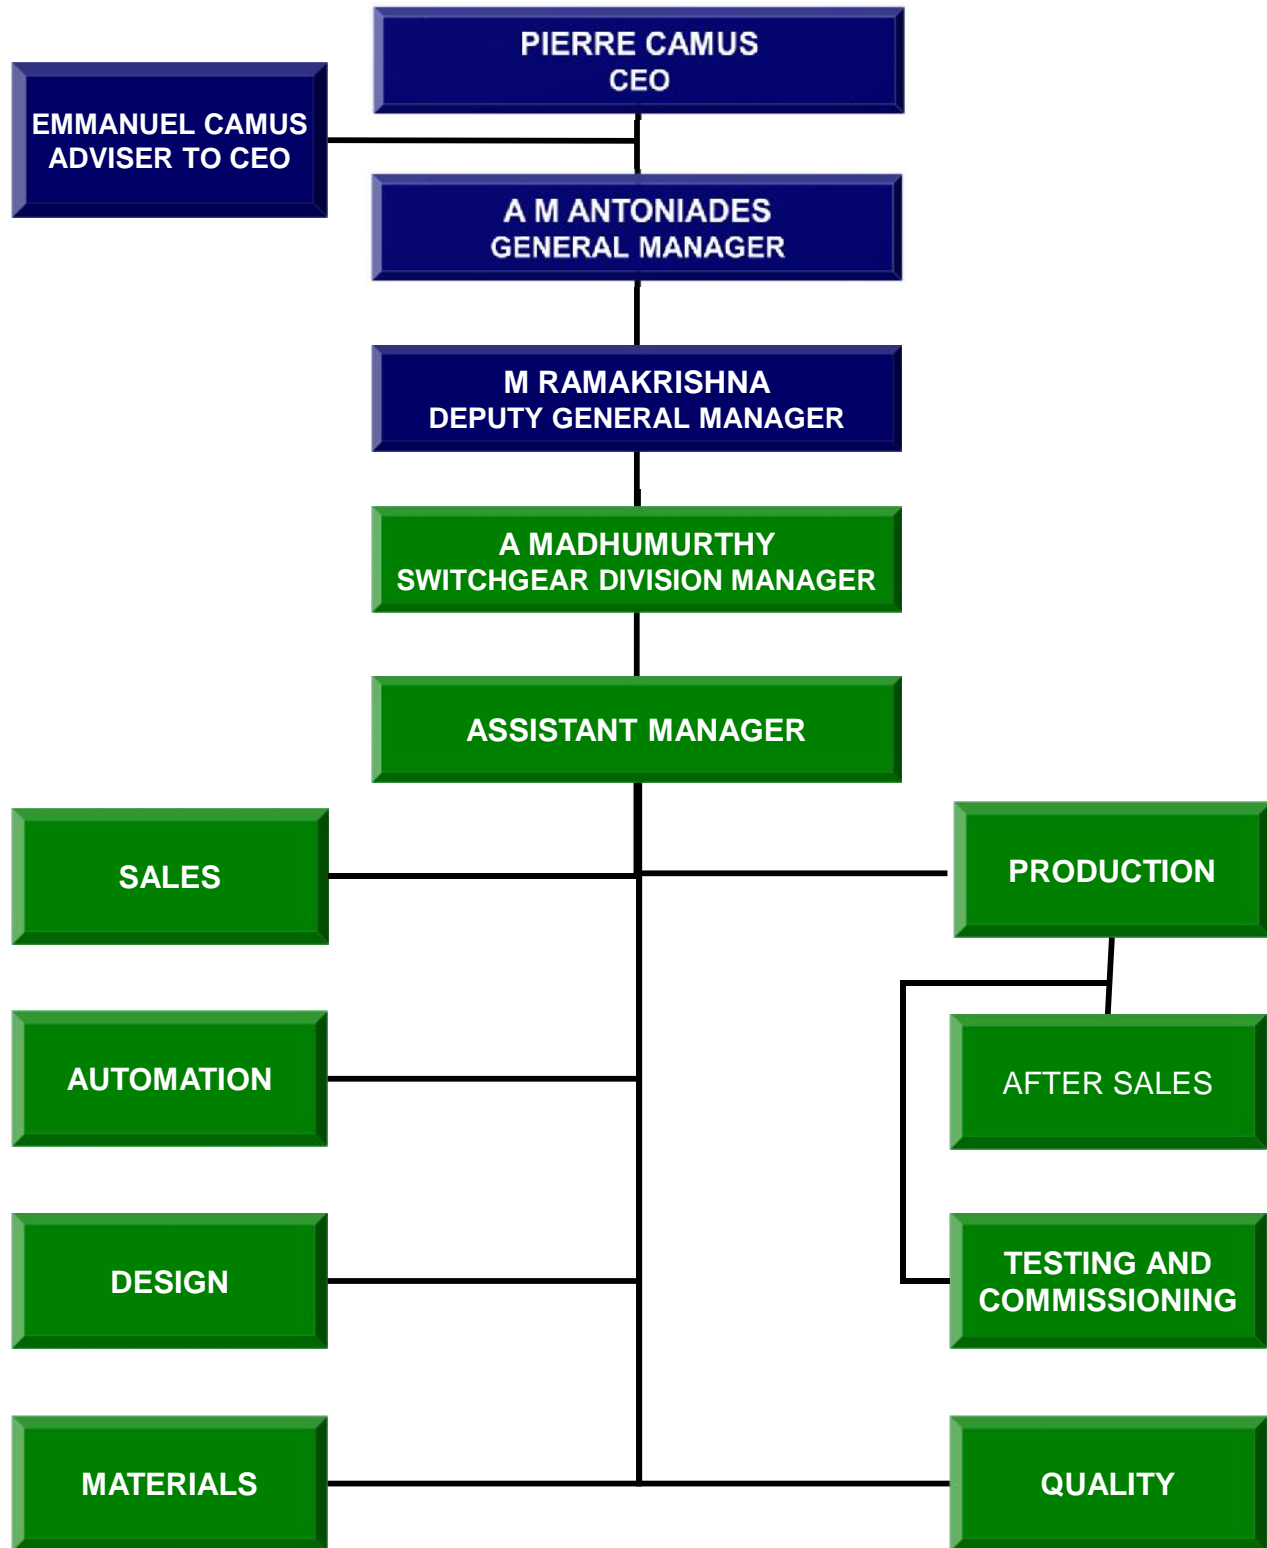 PIERRE CAMUS
CEO
EMMANUEL CAMUS
ADVISER TO CEO
A M ANTONIADES
GENERAL MANAGER
M RAMAKRISHNA
DEPUTY GENERAL MANAGER
A MADHUMURTHY
SWITCHGEAR DIVISION MANAGER
ASSISTANT MANAGER
SALES
PRODUCTION
AUTOMATION
AFTER SALES
DESIGN
TESTING AND
COMMISSIONING
MATERIALS
QUALITY